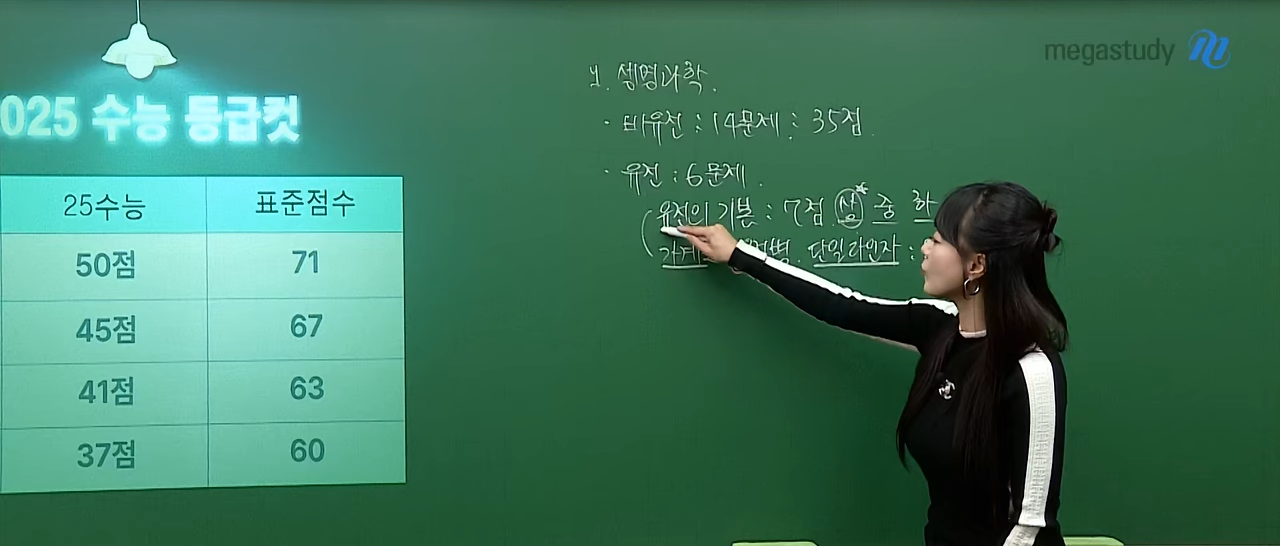 megastudy
025 수능 등급컷
25수능 표준점수
50점 71
45점 67
41점 63
37점 60
생명과학.
· 비유전 : 14문제 : 35점.
· 유전 : 6문제.
유전의 기본 : 7점 상 중 하
단일라인자 :